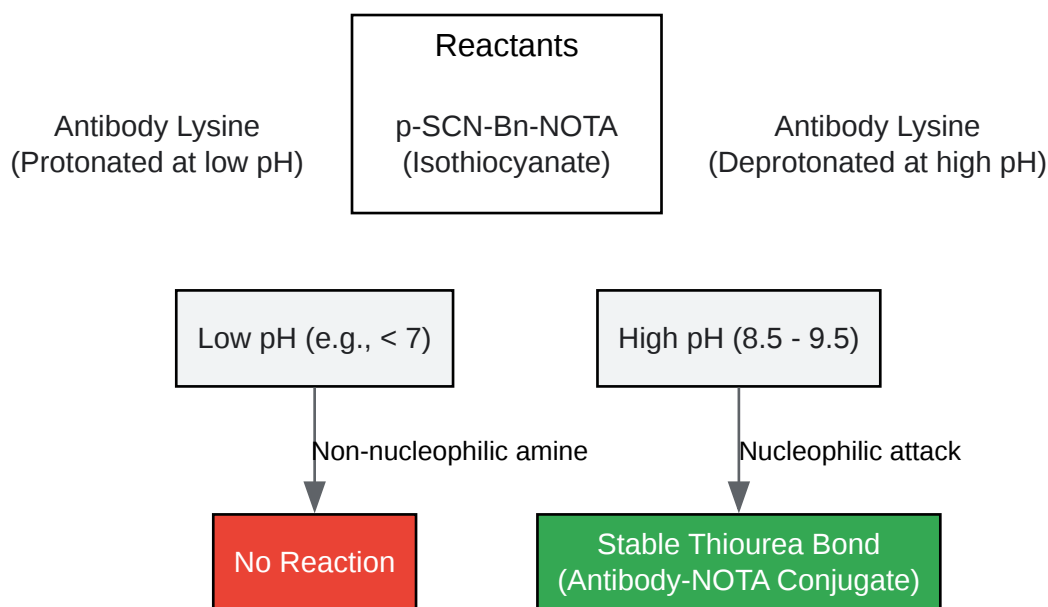 Reactants
Antibody Lysine
(Protonated at low pH)
p-SCN-Bn-NOTA
(Isothiocyanate)
Antibody Lysine
(Deprotonated at high pH)
Low pH (e.g., < 7)
High pH (8.5 - 9.5)
Non-nucleophilic amine
Nucleophilic attack
No Reaction
Stable Thiourea Bond
(Antibody-NOTA Conjugate)